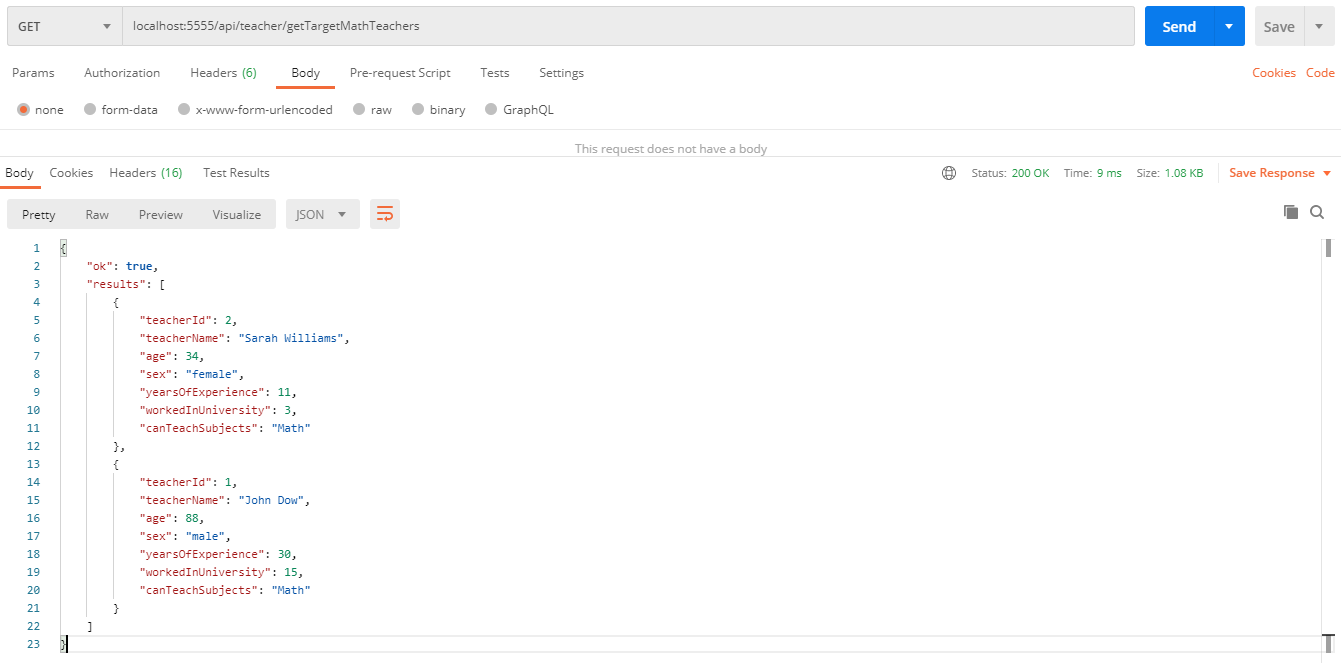 GET localhost:5555/api/teacher/getTargetMathTeachers Send Save
Params Authorization Headers (6) Body Pre-request Script Tests Settings Cookies Code
none form-data x-www-form-urlencoded raw binary GraphQL
This request does not have a body
Body Cookies Headers (16) Test Results Status: 200 OK Time: 9 ms Size: 1.08 KB Save Response
Pretty Raw Preview Visualize JSON
1 {
2 "ok": true,
3 "results": [
4 {
5 "teacherId": 2,
6 "teacherName": "Sarah Williams",
7 "age": 34,
8 "sex": "female",
9 "yearsOfExperience": 11,
10 "workedInUniversity": 3,
11 "canTeachSubjects": "Math"
12 },
13 {
14 "teacherId": 1,
15 "teacherName": "John Dow",
16 "age": 88,
17 "sex": "male",
18 "yearsOfExperience": 30,
19 "workedInUniversity": 15,
20 "canTeachSubjects": "Math"
21 }
22 ]
23 }